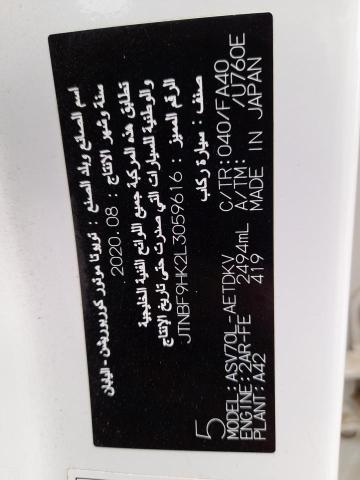 اسم الصانع وبلد الصنع : تويوتا موتور كوربوريشن - اليابان
سنة وشهر الإنتاج : 2020.08
تطابق هذه المركبة جميع اللوائح الفنية الخليجية
والوطنية للسيارات التي صدرت حتى تاريخ الإنتاج
الرقم المميز : JTNBF9HK2L3059616
صنف : سيارة ركاب
5
MODEL: ASV70L-AETDKV C/TR: 040/FA40
ENGINE: 2AR-FE 2494mL A/TM: /U760E
PLANT: A42 419 MADE IN JAPAN